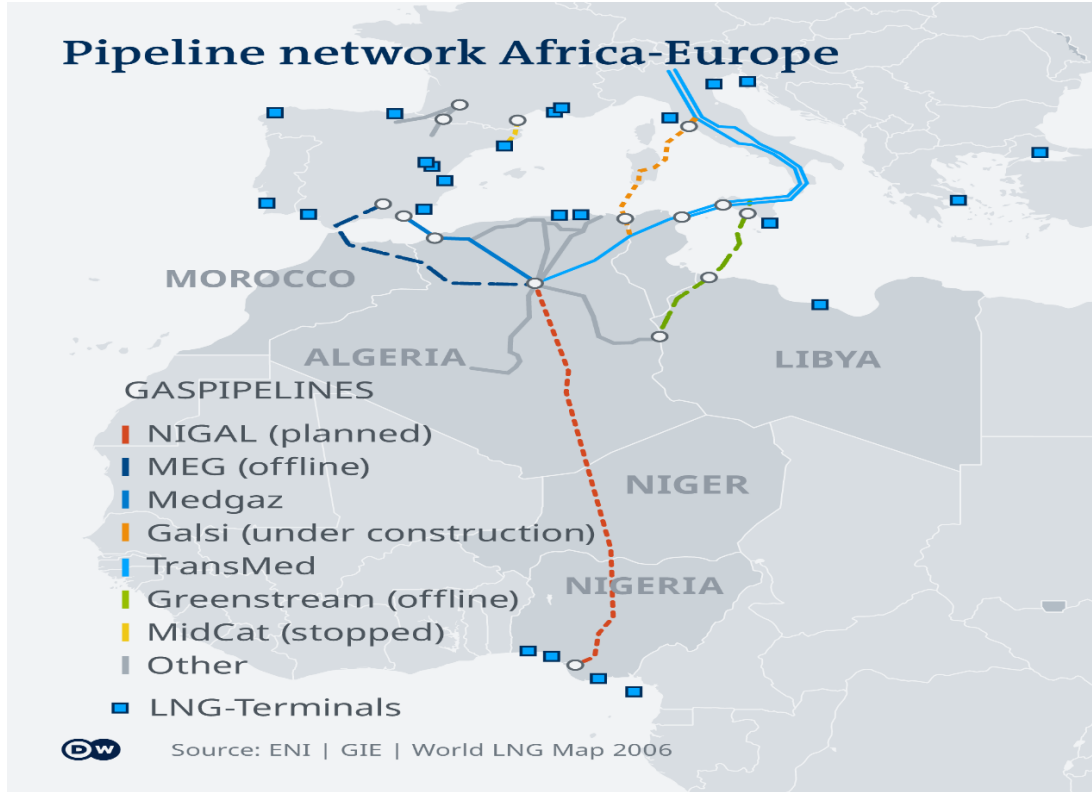 Pipeline network Africa-Europe
MOROCCO
ALGERIA
LIBYA
GASPIPELINES
NIGAL (planned)
MEG (offline)
NIGER
Medgaz
Galsi (under construction)
TransMed
NIGERIA
Greenstream (offline)
MidCat (stopped)
Other
LNG-Terminals
DW
Source: ENI | GIE | World LNG Map 2006